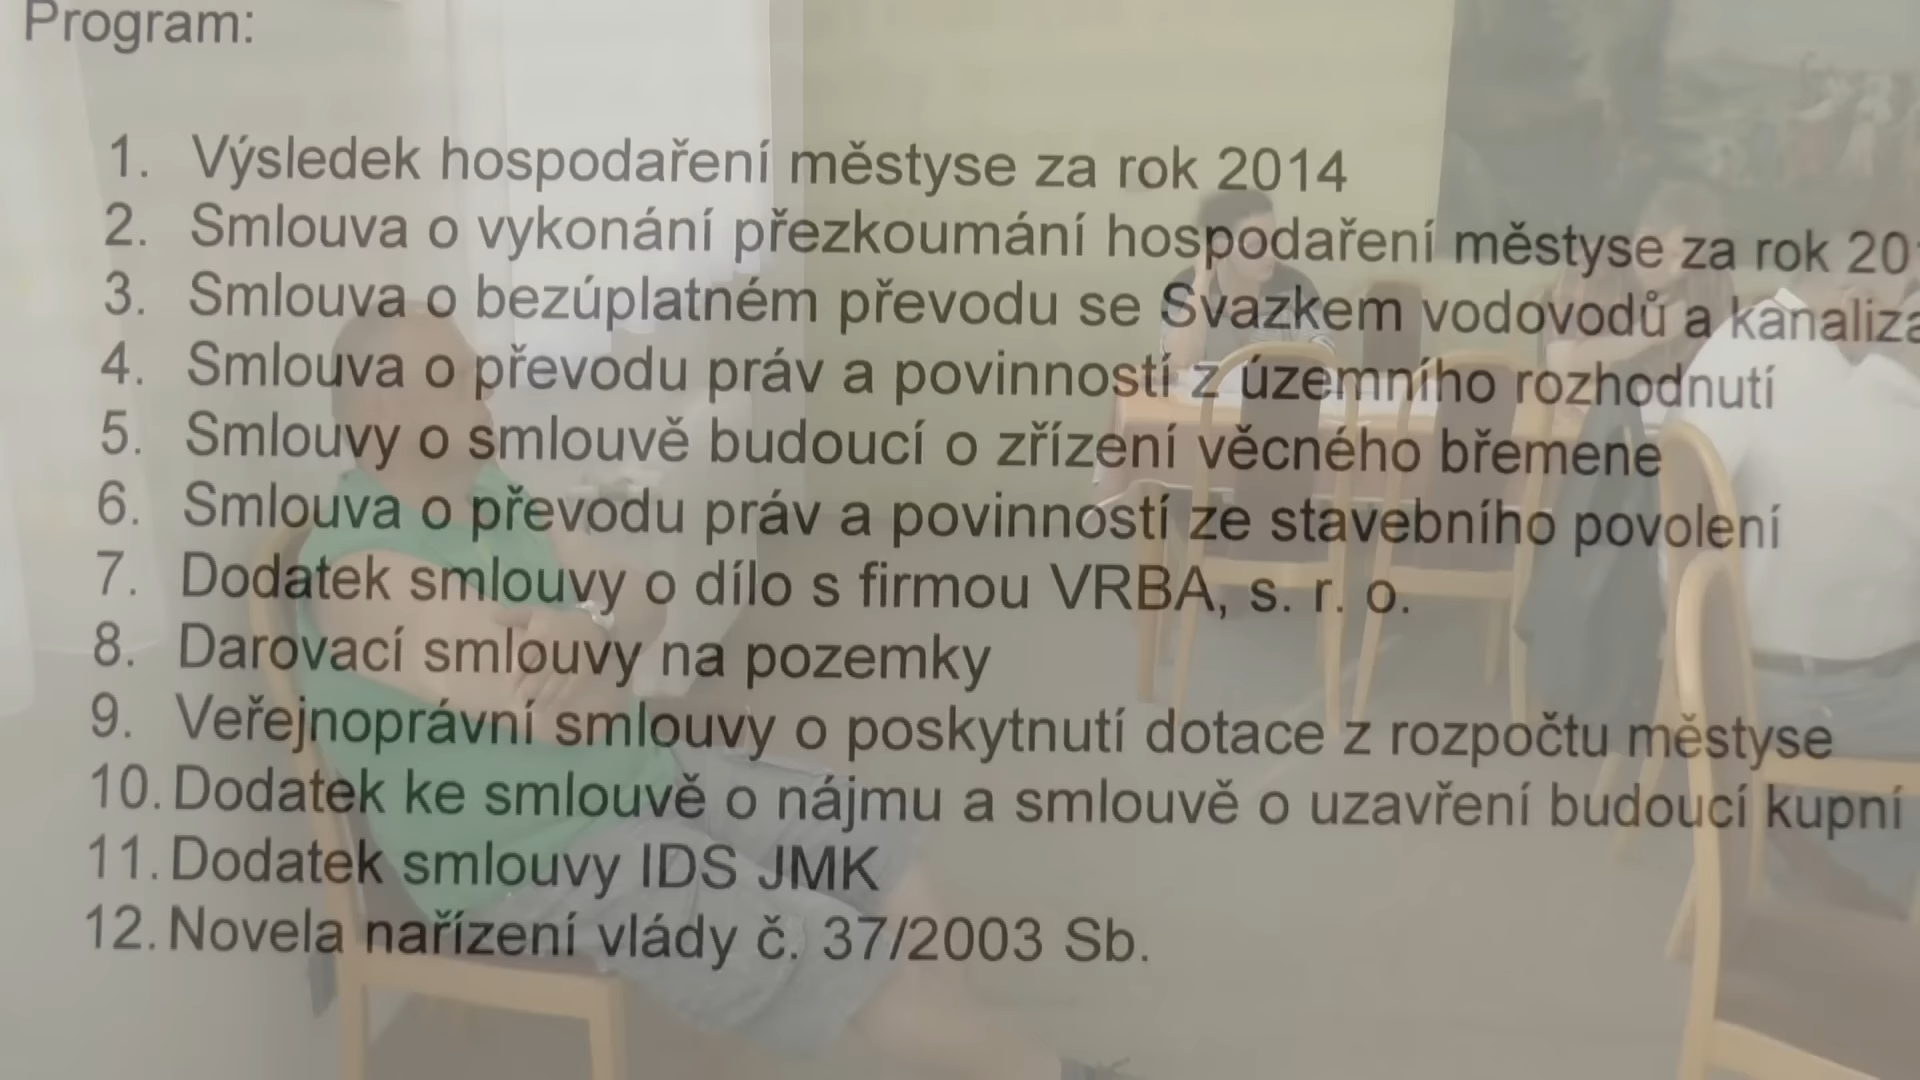 Program:
1. Výsledek hospodaření městyse za rok 2014
2. Smlouva o vykonání přezkoumání hospodaření městyse za rok
3. Smlouva o bezúplatném převodu se Svazkem vodovodů a
4. Smlouva o převodu práv a povinností z územního rozhodnutí
5. Smlouvy o smlouvě budoucí o zřízení věcného břemene
6. Smlouva o převodu práv a povinností ze stavebního povolení
7. Dodatek smlouvy o dílo s firmou VRBA, s. r. o.
8. Darovací smlouvy na pozemky
9. Veřejnoprávní smlouvy o poskytnutí dotace z rozpočtu městyse
10. Dodatek ke smlouvě o nájmu a smlouvě o uzavření budoucí kupní
11. Dodatek smlouvy IDS JMK
12. Novela nařízení vlády č. 37/2003 Sb.